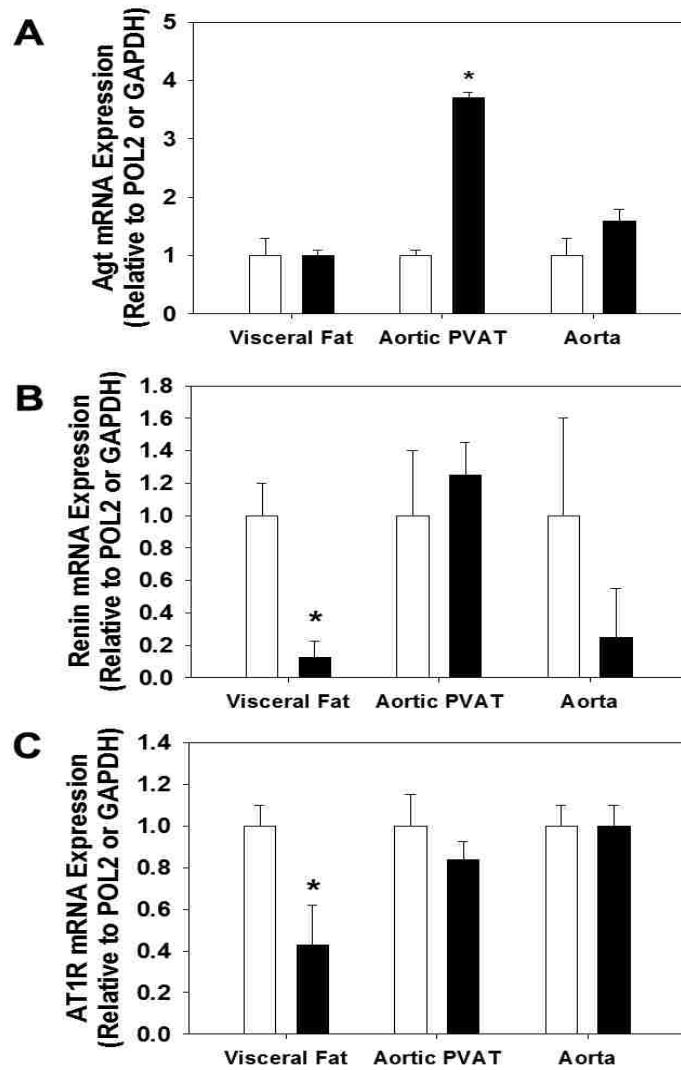 A
Agt mRNA Expression
(Relative to POL2 or GAPDH)
5
4
3
2
1
0
*
Visceral Fat Aortic PVAT Aorta
B
Renin mRNA Expression
(Relative to POL2 or GAPDH)
1.8
1.6
1.4
1.2
1.0
0.8
0.6
0.4
0.2
0.0
*
Visceral Fat Aortic PVAT Aorta
C
AT1R mRNA Expression
(Relative to POL2 or GAPDH)
1.4
1.2
1.0
0.8
0.6
0.4
0.2
0.0
*
Visceral Fat Aortic PVAT Aorta